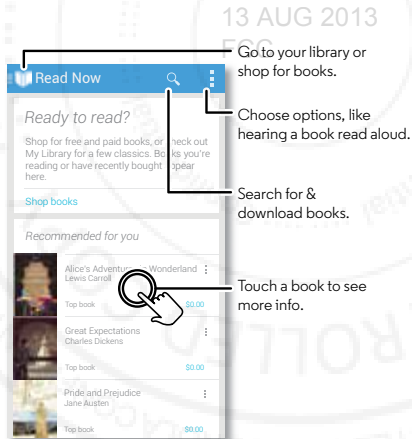 13 AUG 2013
FCC
Read Now
Go to your library or
shop for books.
Choose options, like
hearing a book read aloud.
Ready to read?
Shop for free and paid books, or check out
My Library for a few classics. Books you're
reading or have recently bought appear
here.
Shop books
Search for &
download books.
Recommended for you
Alice's Adventures in Wonderland
Lewis Carroll
Top book $0.00
Touch a book to see
more info.
Great Expectations
Charles Dickens
Top book $0.00
Pride and Prejudice
Jane Austen
Top book $0.00
ROLLED